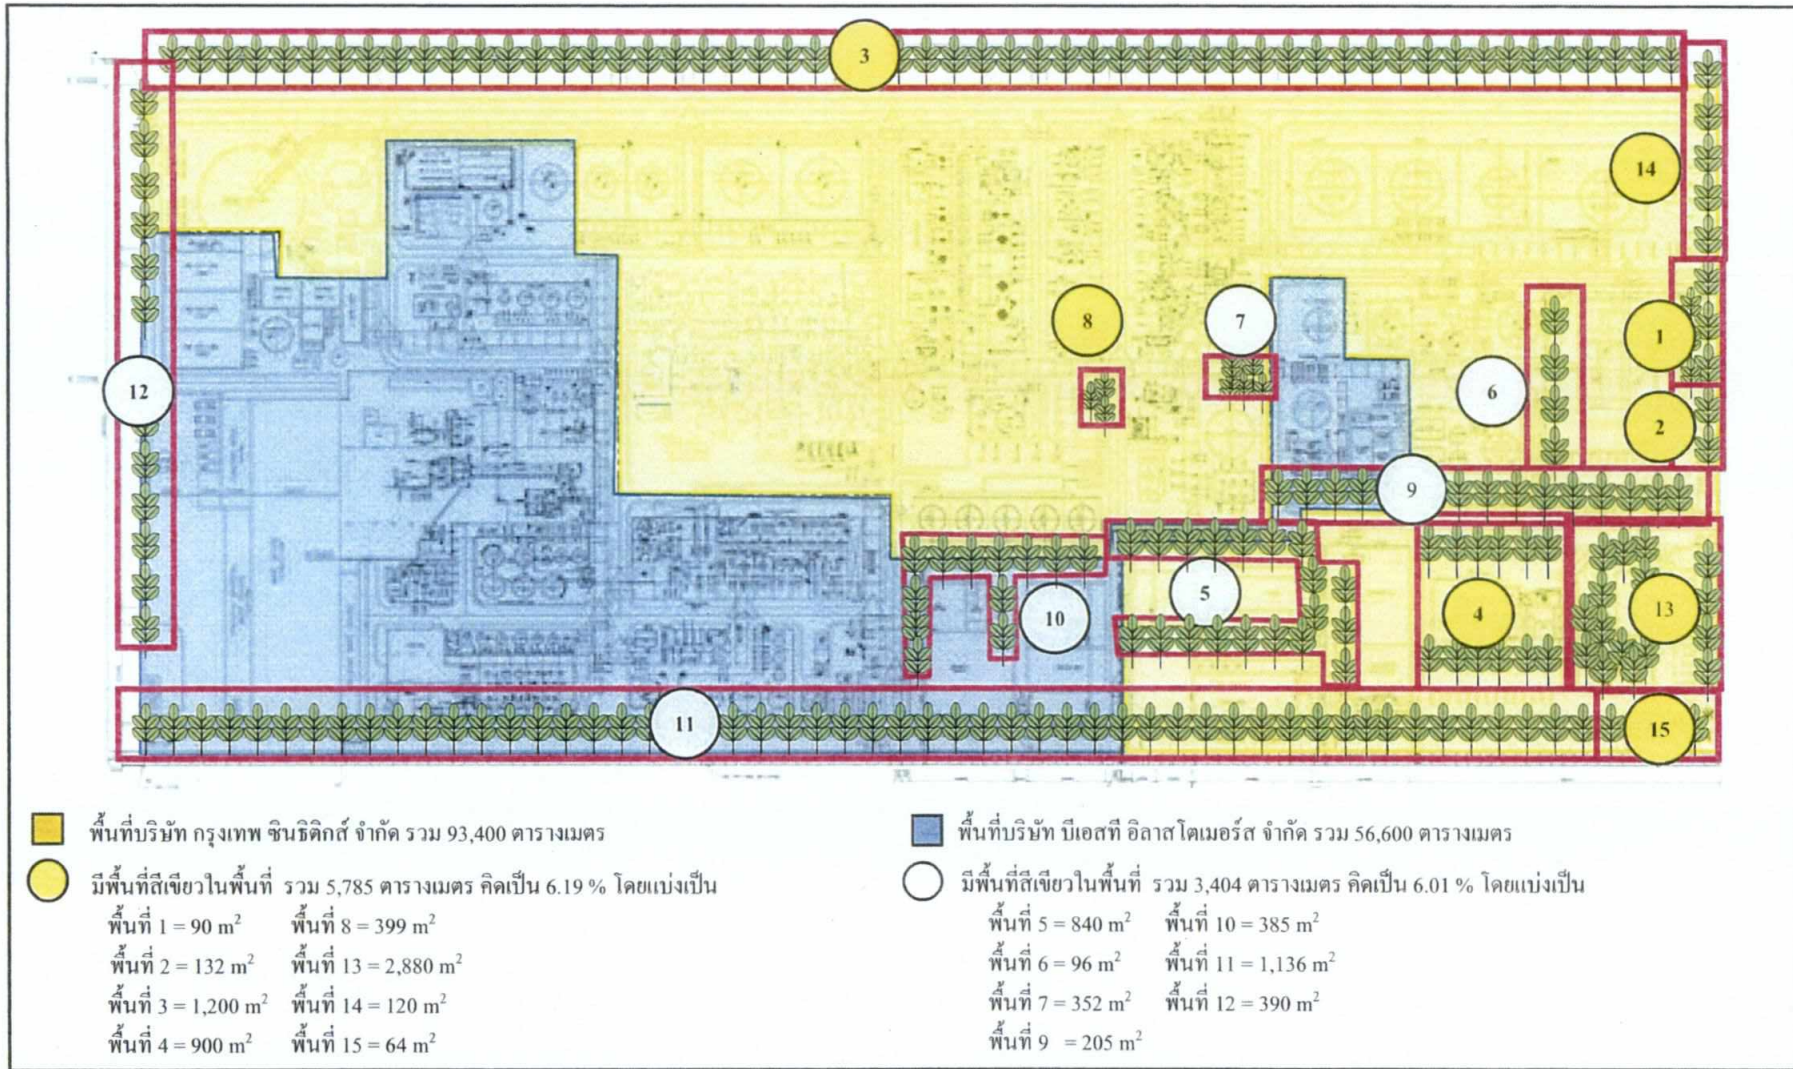 3
14
8
7
1
12
6
2
9
5
10
4
13
11
15
พื้นที่บริษัท กรุงเทพ ซินธิติกส์ จำกัด รวม 93,400 ตารางเมตร
มีพื้นที่สีเขียวในพื้นที่ รวม 5,785 ตารางเมตร คิดเป็น 6.19 % โดยแบ่งเป็น
พื้นที่ 1 = 90 m² พื้นที่ 8 = 399 m²
พื้นที่ 2 = 132 m² พื้นที่ 13 = 2,880 m²
พื้นที่ 3 = 1,200 m² พื้นที่ 14 = 120 m²
พื้นที่ 4 = 900 m² พื้นที่ 15 = 64 m²
พื้นที่บริษัท บีเอสที อิลาสโตเมอร์ส จำกัด รวม 56,600 ตารางเมตร
มีพื้นที่สีเขียวในพื้นที่ รวม 3,404 ตารางเมตร คิดเป็น 6.01 % โดยแบ่งเป็น
พื้นที่ 5 = 840 m² พื้นที่ 10 = 385 m²
พื้นที่ 6 = 96 m² พื้นที่ 11 = 1,136 m²
พื้นที่ 7 = 352 m² พื้นที่ 12 = 390 m²
พื้นที่ 9 = 205 m²